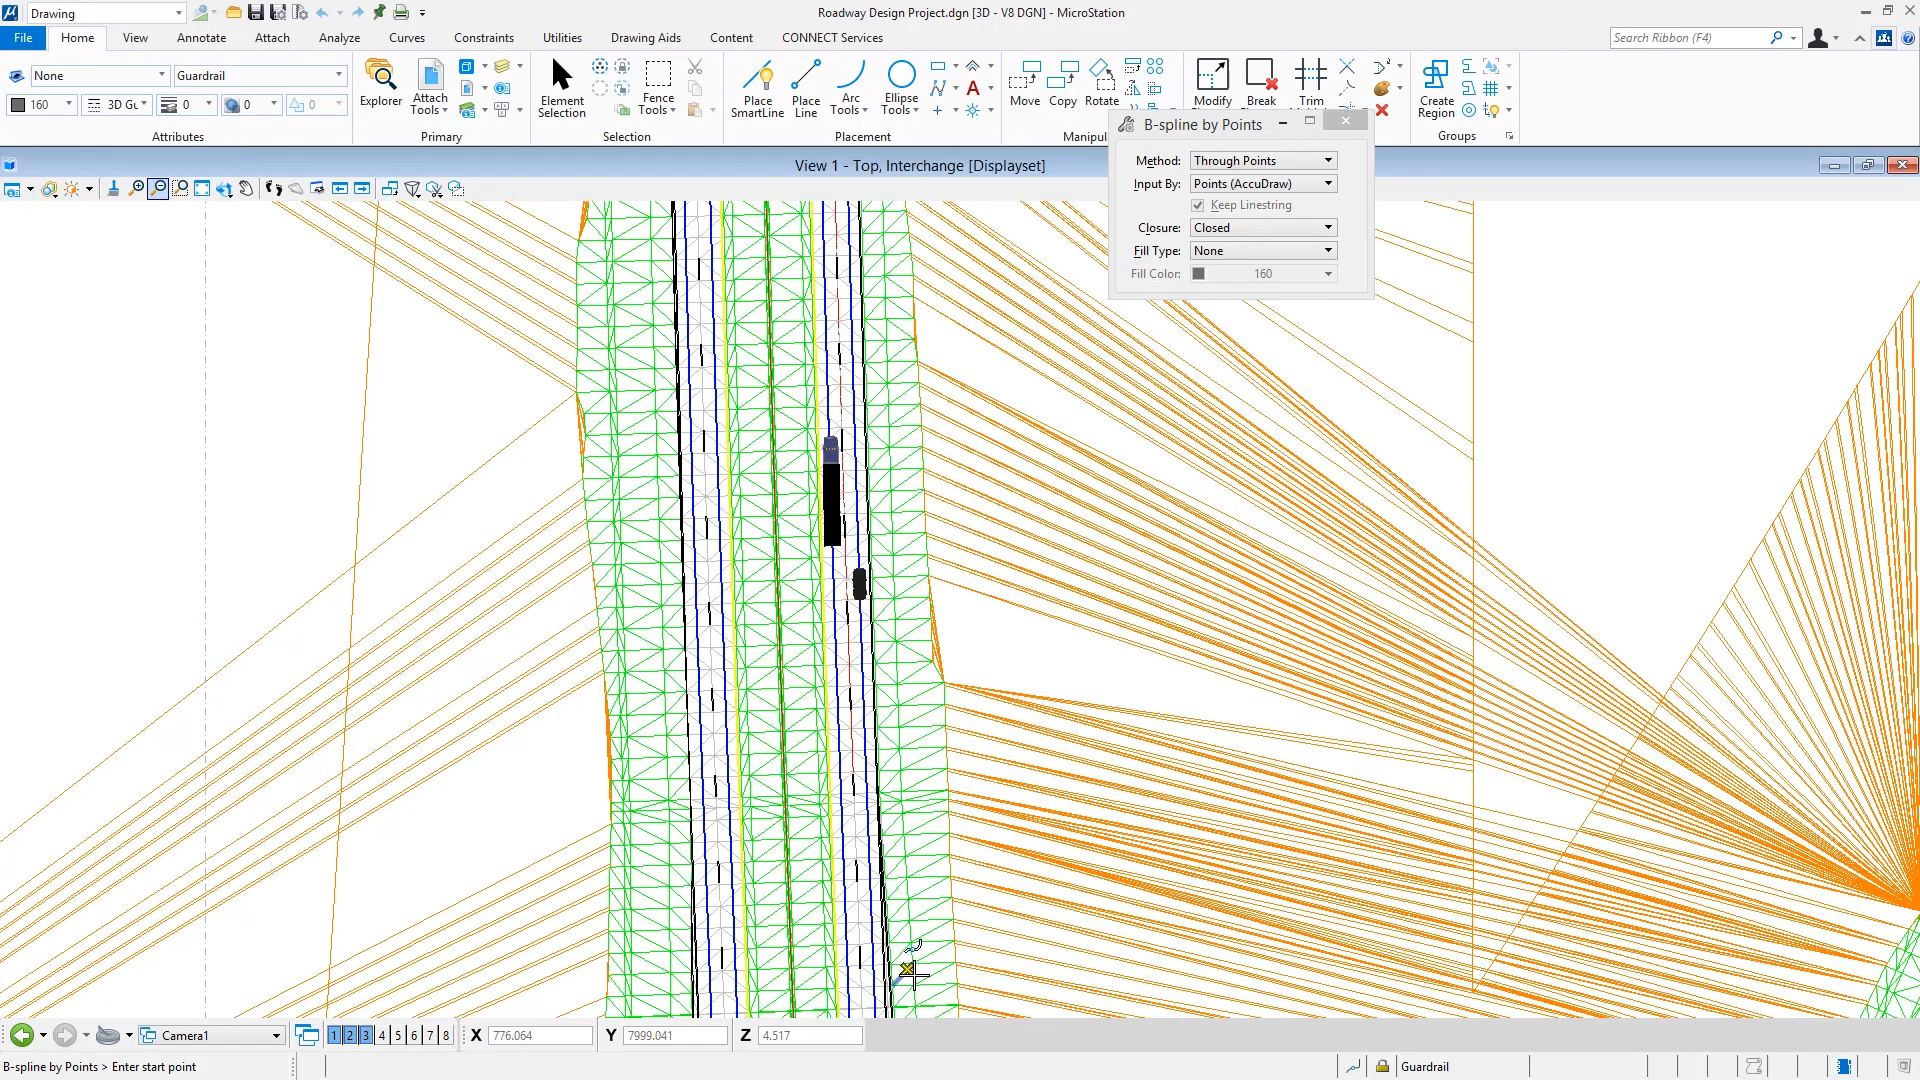 Drawing
Roadway Design Project.dgn [3D - V8 DGN] - MicroStation
File Home View Annotate Attach Analyze Curves Constraints Utilities Drawing Aids Content CONNECT Services
Search Ribbon (F4)
None Guardrail
160 3D Gu 0 0 0
Attributes
Explorer
Attach Tools
Primary
Element Selection
Fence Tools
Selection
Place SmartLine
Place Line
Arc Tools
Ellipse Tools
Placement
Move Copy Rotate
Manipul
Modify
Break
Trim
Create Region
Groups
B-spline by Points
Method: Through Points
Input By: Points (AccuDraw)
Keep Linestring
Closure: Closed
Fill Type: None
Fill Color: 160
View 1 - Top, Interchange [Displayset]
Camera1
1 2 3 4 5 6 7 8
X 776.064
Y 7999.041
Z 4.517
B-spline by Points > Enter start point
Guardrail